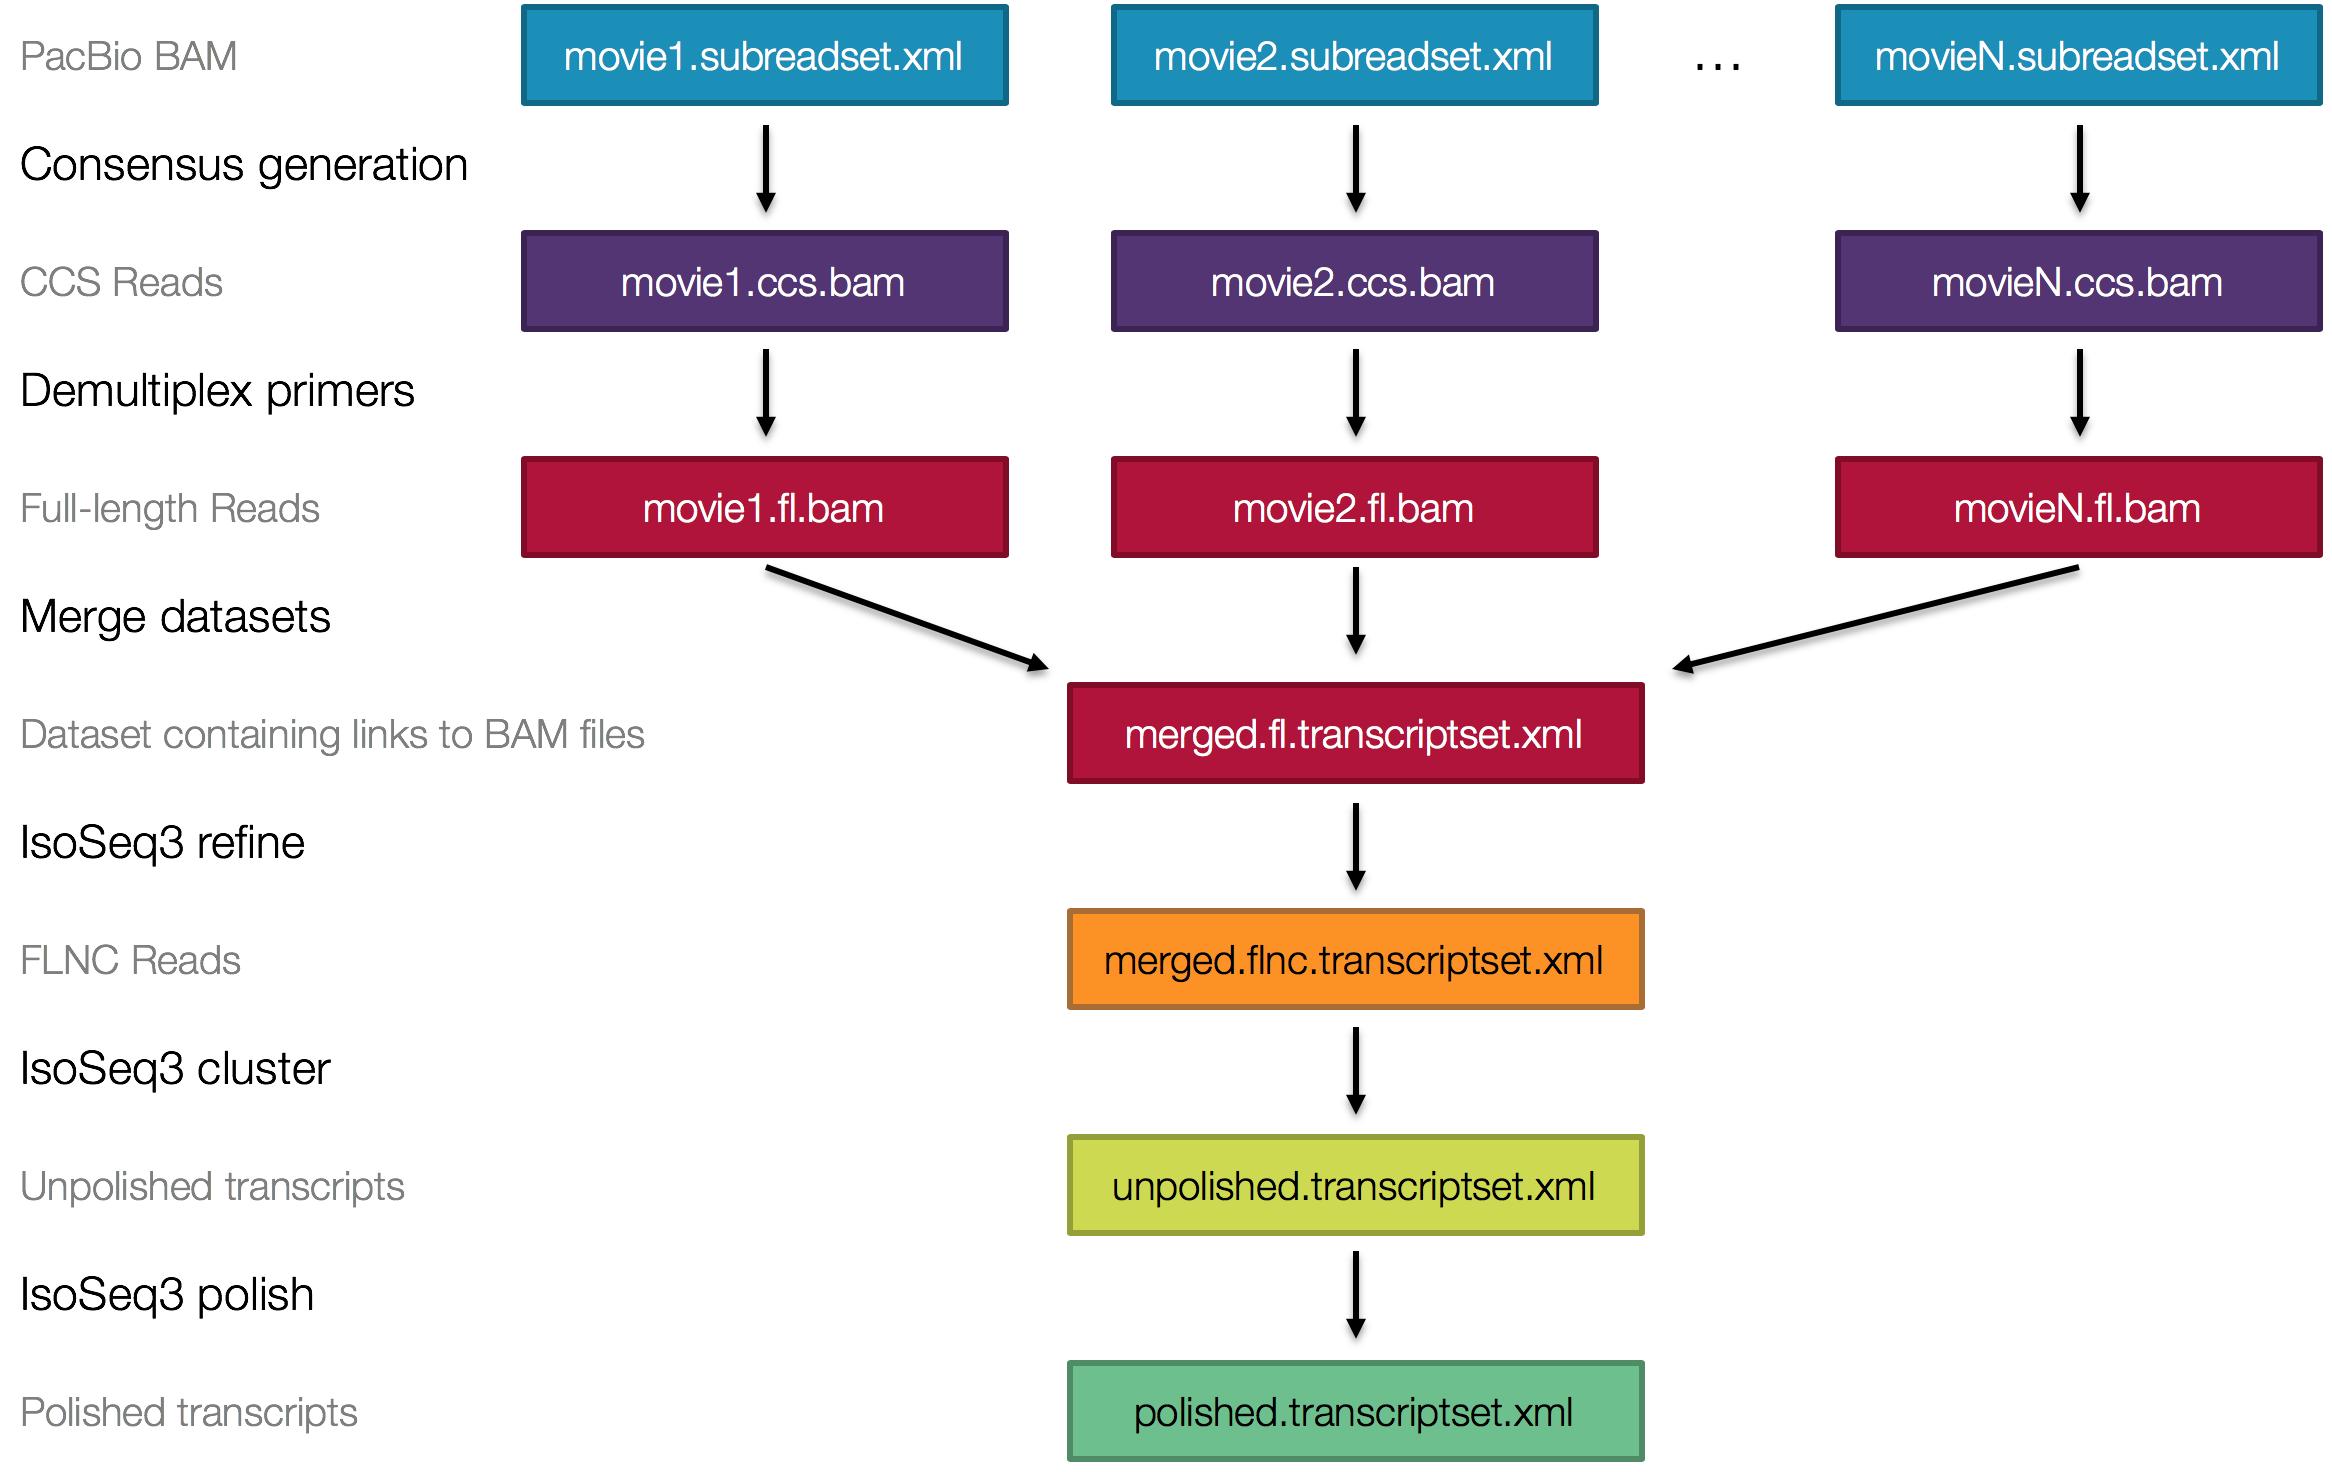 PacBio BAM
movie1.subreadset.xml
movie2.subreadset.xml
...
movieN.subreadset.xml
Consensus generation
CCS Reads
movie1.ccs.bam
movie2.ccs.bam
movieN.ccs.bam
Demultiplex primers
Full-length Reads
movie1.fl.bam
movie2.fl.bam
movieN.fl.bam
Merge datasets
Dataset containing links to BAM files
merged.fl.transcriptset.xml
IsoSeq3 refine
FLNC Reads
merged.flnc.transcriptset.xml
IsoSeq3 cluster
Unpolished transcripts
unpolished.transcriptset.xml
IsoSeq3 polish
Polished transcripts
polished.transcriptset.xml